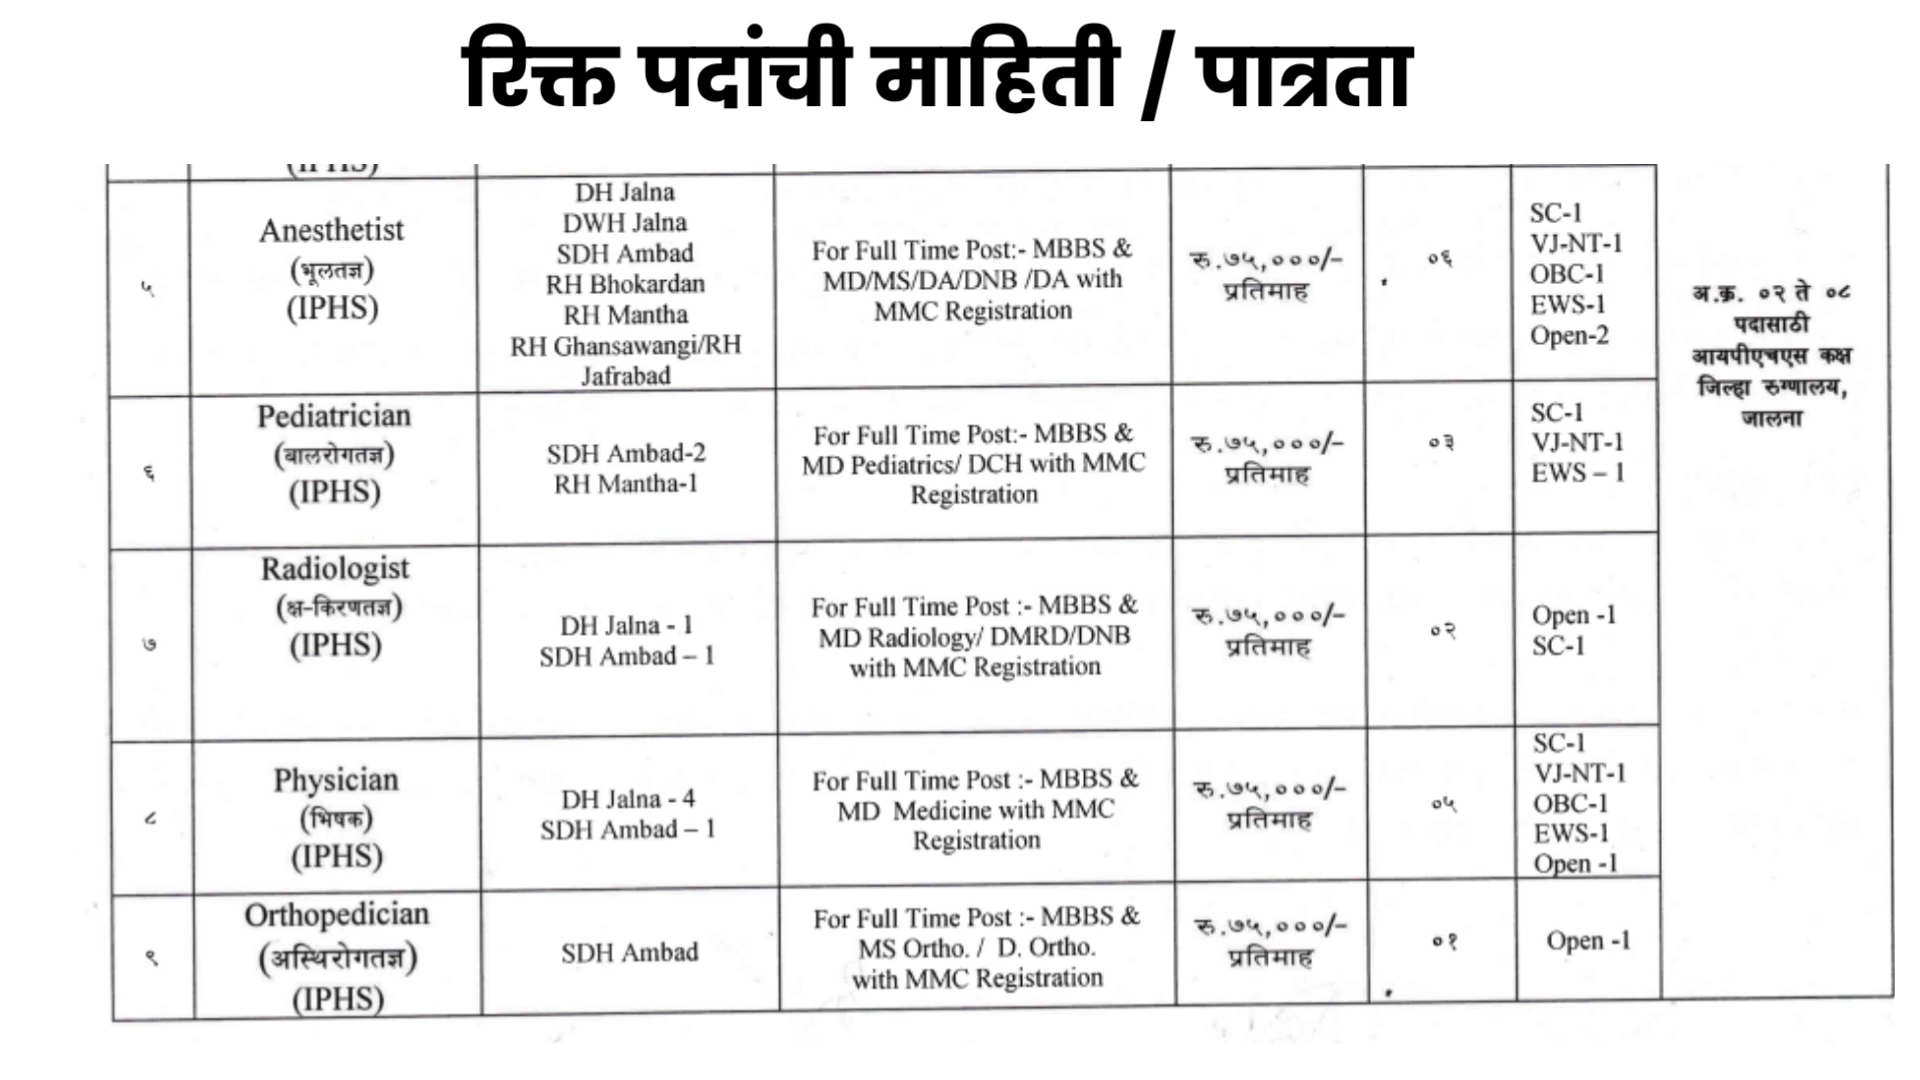 रिक्त पदांची माहिती / पात्रता
(IPHS)
५
Anesthetist
(भूलतज्ञ)
(IPHS)
DH Jalna
DWH Jalna
SDH Ambad
RH Bhokardan
RH Mantha
RH Ghansawangi/RH
Jafrabad
For Full Time Post:- MBBS &
MD/MS/DA/DNB /DA with
MMC Registration
रु.७५,०००/-
प्रतिमाह
०६
SC-1
VJ-NT-1
OBC-1
EWS-1
Open-2
अ.क्र. ०२ ते ०८
पदासाठी
आयपीएचएस कक्ष
जिल्हा रुग्णालय,
जालना
६
Pediatrician
(बालरोगतज्ञ)
(IPHS)
SDH Ambad-2
RH Mantha-1
For Full Time Post:- MBBS &
MD Pediatrics/ DCH with MMC
Registration
रु.७५,०००/-
प्रतिमाह
०३
SC-1
VJ-NT-1
EWS – 1
७
Radiologist
(क्ष-किरणतज्ञ)
(IPHS)
DH Jalna - 1
SDH Ambad – 1
For Full Time Post :- MBBS &
MD Radiology/ DMRD/DNB
with MMC Registration
रु.७५,०००/-
प्रतिमाह
०२
Open -1
SC-1
८
Physician
(भिषक)
(IPHS)
DH Jalna - 4
SDH Ambad – 1
For Full Time Post :- MBBS &
MD Medicine with MMC
Registration
रु.७५,०००/-
प्रतिमाह
०५
SC-1
VJ-NT-1
OBC-1
EWS-1
Open -1
९
Orthopedician
(अस्थिरोगतज्ञ)
(IPHS)
SDH Ambad
For Full Time Post :- MBBS &
MS Ortho. / D. Ortho.
with MMC Registration
रु.७५,०००/-
प्रतिमाह
०१
Open -1